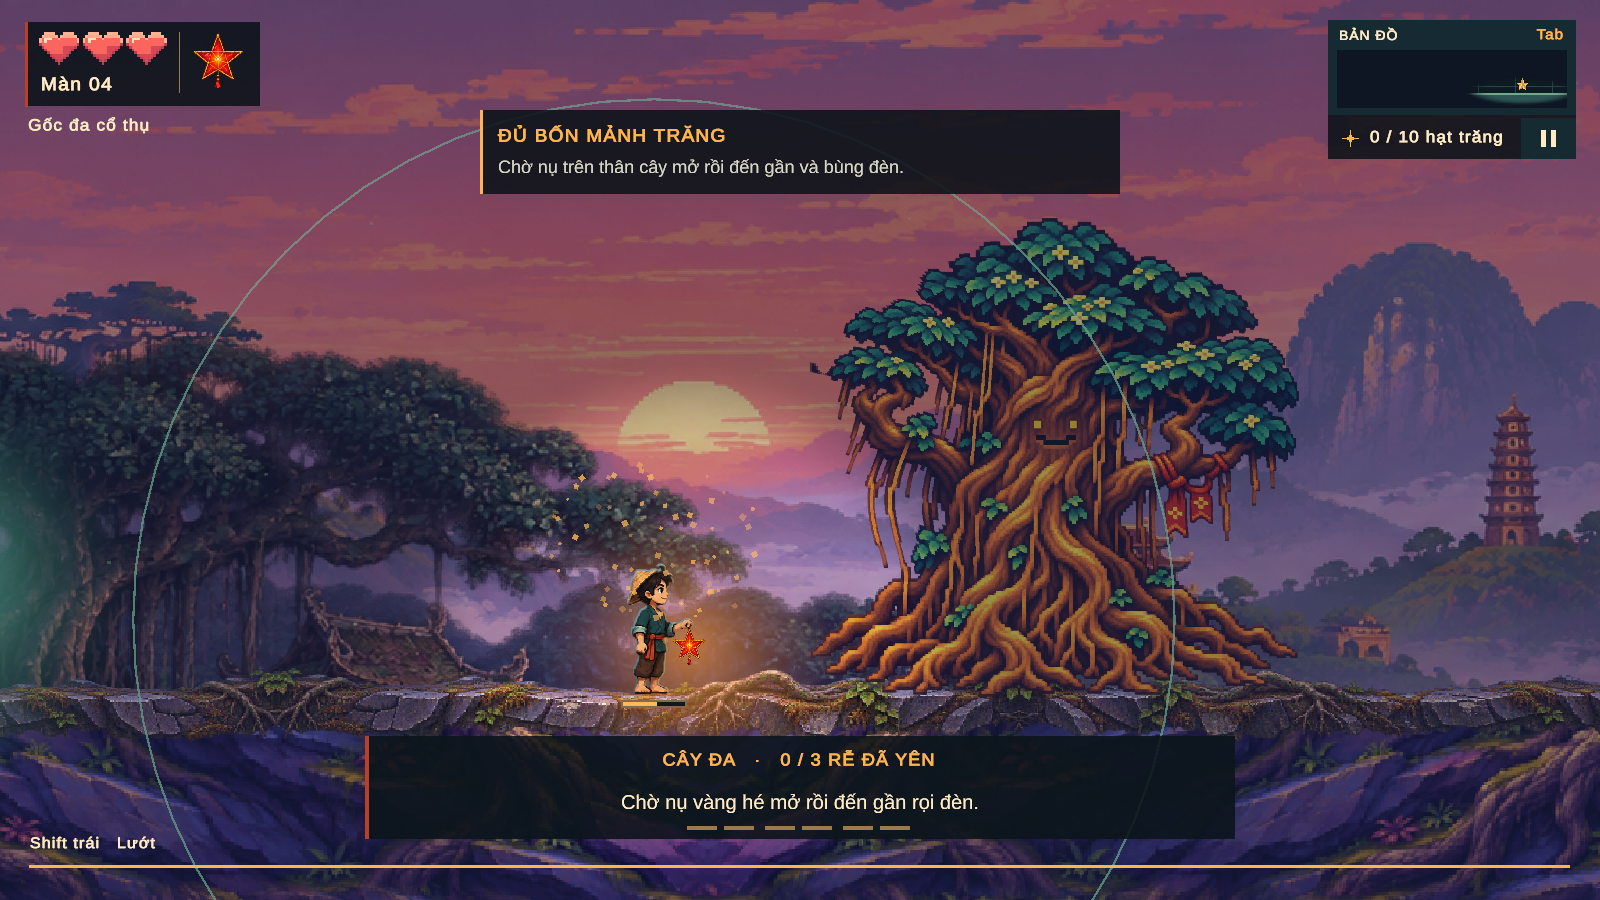 Màn 04
Gốc đa cổ thụ
ĐỦ BỐN MẢNH TRĂNG
Chờ nụ trên thân cây mở rồi đến gần và bùng đèn.
BẢN ĐỒ Tab
0 / 10 hạt trăng
CÂY ĐA · 0 / 3 RỄ ĐÃ YÊN
Chờ nụ vàng hé mở rồi đến gần rọi đèn.
Shift trái Lướt